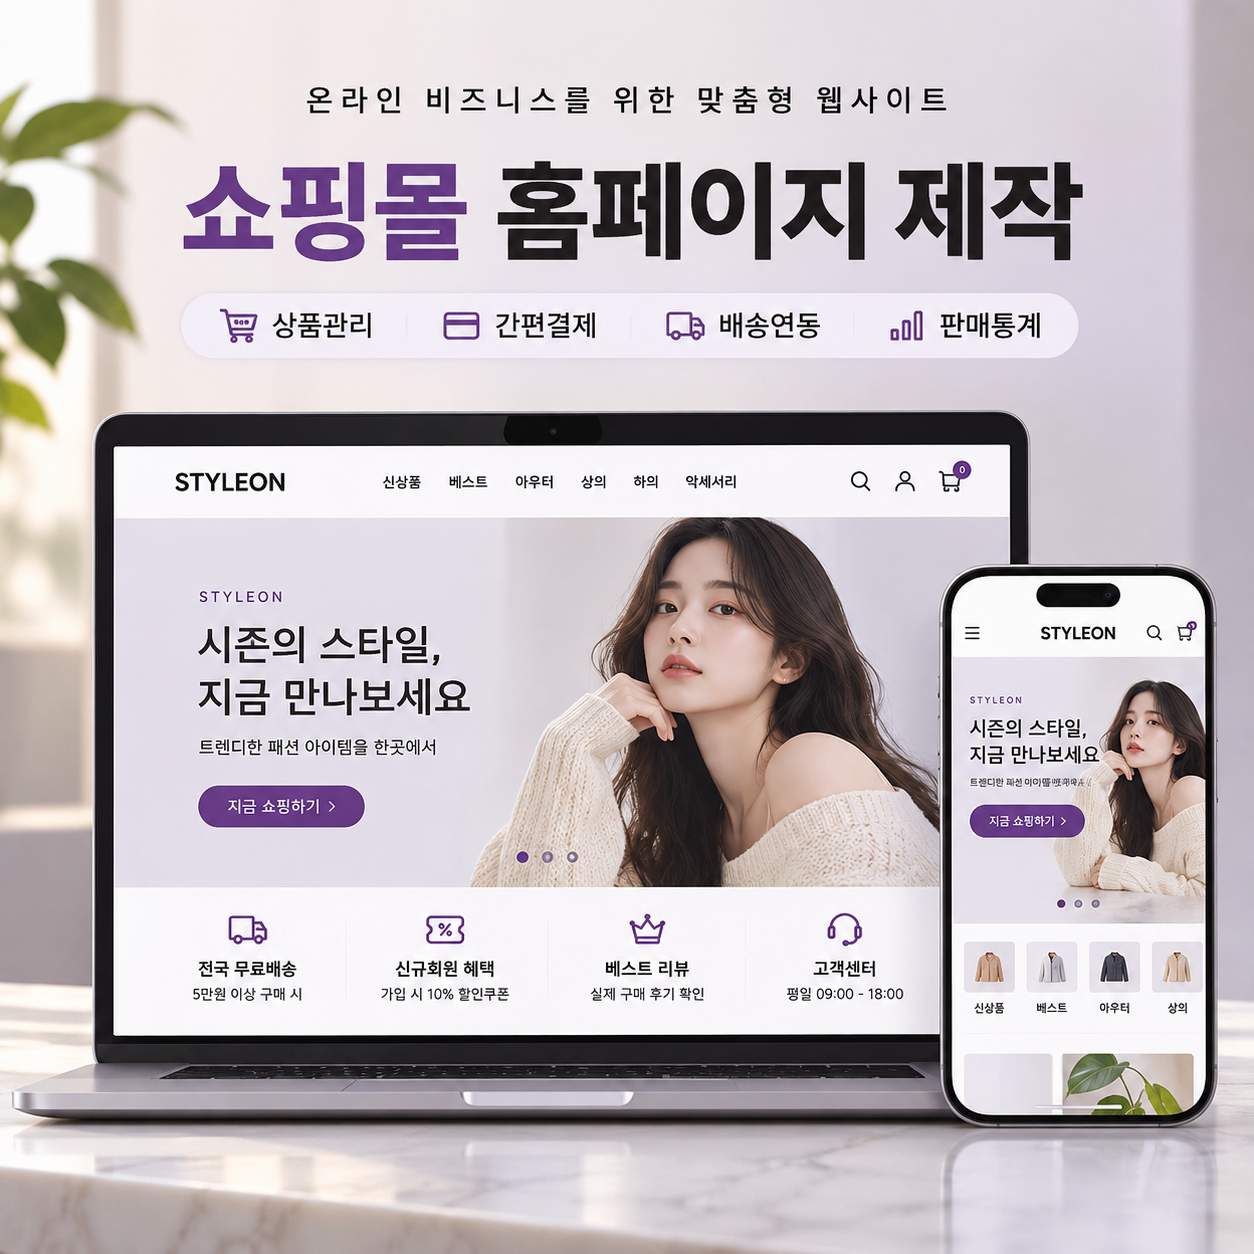 온라인 비즈니스를 위한 맞춤형 웹사이트
쇼핑몰 홈페이지 제작
상품관리 간편결제 배송연동 판매통계
STYLEON 신상품 베스트 아우터 상의 하의 악세서리 0
STYLEON
시즌의 스타일,
지금 만나보세요
트렌디한 패션 아이템을 한곳에서
지금 쇼핑하기
전국 무료배송 신규회원 혜택 베스트 리뷰 고객센터
5만원 이상 구매 시 가입 시 10% 할인쿠폰 실제 구매 후기 확인 평일 09:00 - 18:00
STYLEON
STYLEON
시즌의 스타일,
지금 만나보세요
트렌디한 패션
지금 쇼핑하기
신상품 베스트 아우터 상의